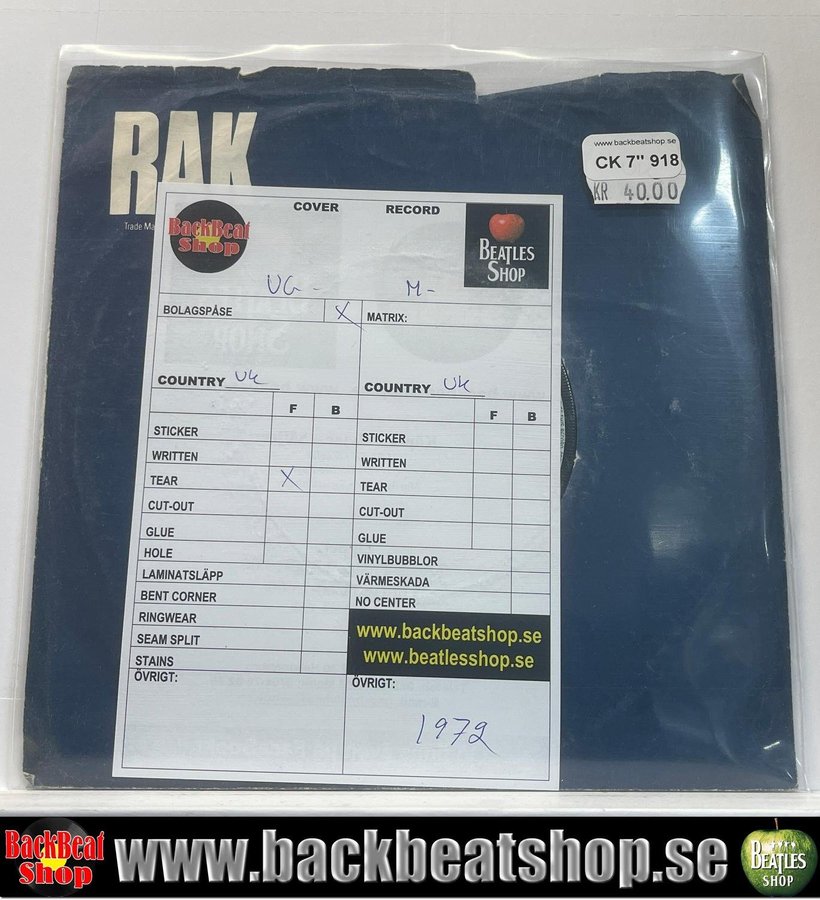 RAK
Trade Ma
www.backbeatshop.se
CK 7" 918
KR 40.00
BackBeat
Shop
COVER
RECORD
BEATLES
SHOP
VG-
M-
BOLAGSPÅSE X
MATRIX:
COUNTRY UK
COUNTRY UK
F B
F B
STICKER
WRITTEN
TEAR X
CUT-OUT
GLUE
HOLE
LAMINATSLÄPP
BENT CORNER
RINGWEAR
SEAM SPLIT
STAINS
ÖVRIGT:
STICKER
WRITTEN
TEAR
CUT-OUT
GLUE
VINYLBUBBLOR
VÄRMESKADA
NO CENTER
www.backbeatshop.se
www.beatlesshop.se
ÖVRIGT:
1972
BackBeat
Shop
www.backbeatshop.se
BEATLES
SHOP